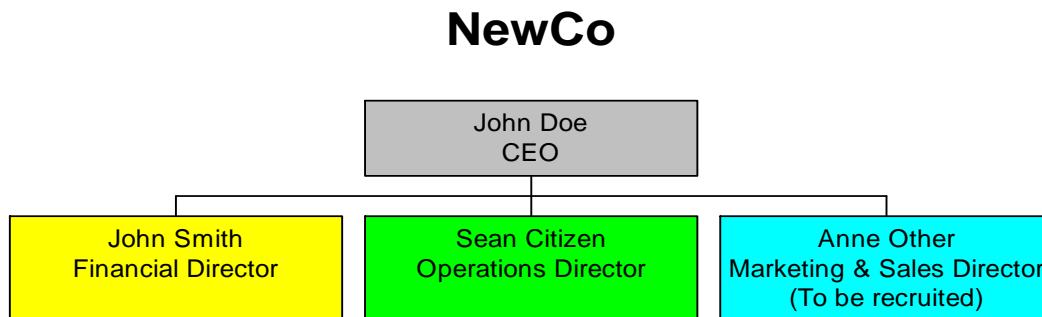 NewCo
John Doe
CEO
John Smith
Financial Director
Sean Citizen
Operations Director
Anne Other
Marketing & Sales Director
(To be recruited)